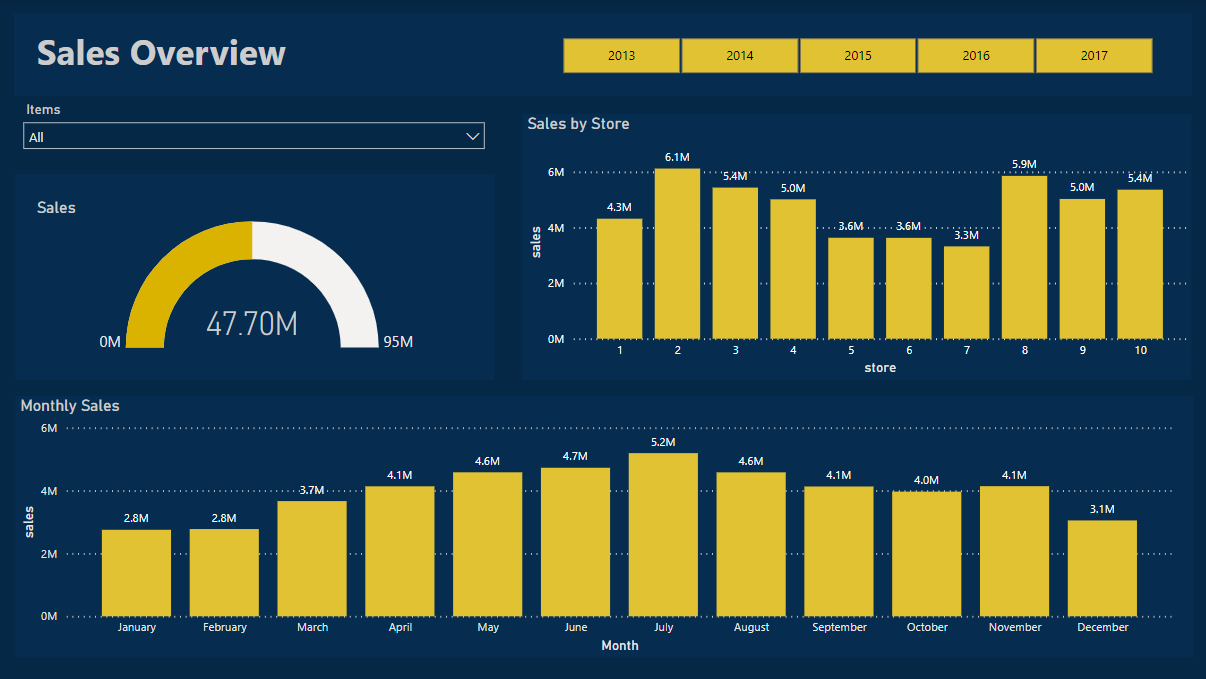 Sales Overview
2013 2014 2015 2016 2017
Items
All
Sales
47.70M
0M 95M
Sales by Store
6.1M 5.9M
6M 5.4M 5.4M
5.0M 5.0M
4.3M
4M 3.6M 3.6M 3.3M
sales
2M
0M
1 2 3 4 5 6 7 8 9 10
store
Monthly Sales
6M
5.2M
4.6M 4.7M 4.6M
4.1M 4.1M 4.0M 4.1M
4M 3.7M
3.1M
2.8M 2.8M
sales
2M
0M
January February March April May June July August September October November December
Month